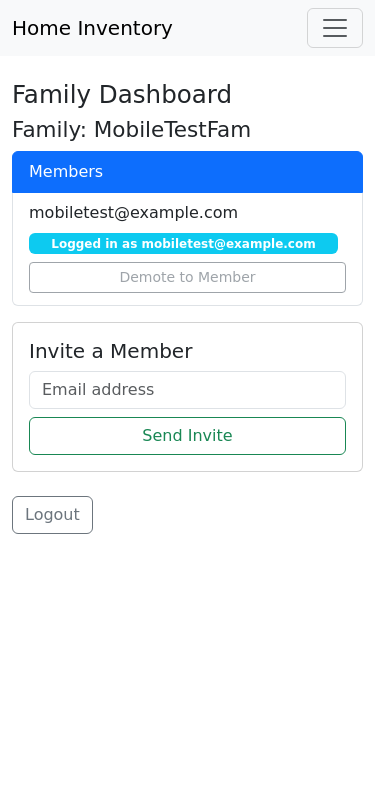 Home Inventory
Family Dashboard
Family: MobileTestFam
Members
mobiletest@example.com
Logged in as mobiletest@example.com
Demote to Member
Invite a Member
Email address
Send Invite
Logout